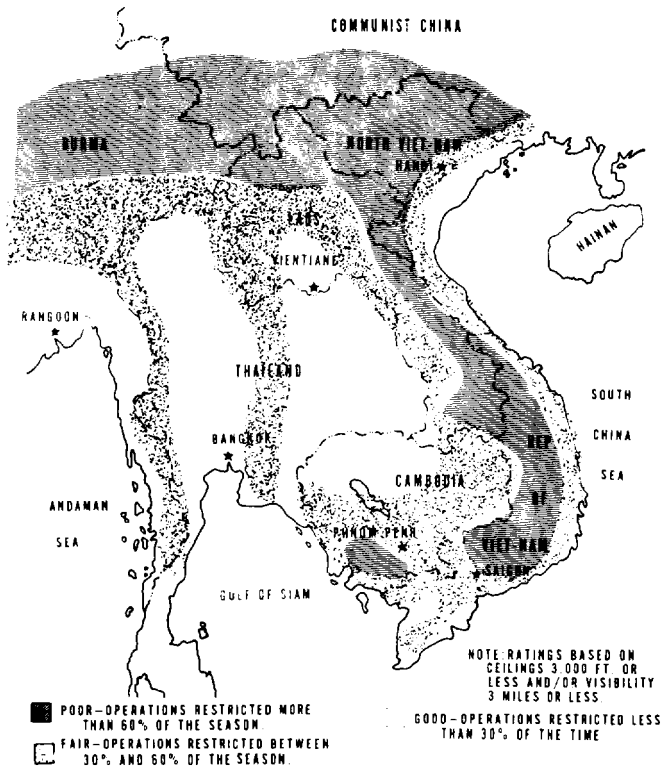 COMMUNIST CHINA
BURMA
NORTH VIET-NAM
HANOI
LAOS
HAINAN
VIENTIANE
RANGOON
THAILAND
SOUTH
CHINA
SEA
BANGKOK
REP
OF
VIET-NAM
CAMBODIA
ANDAMAN
SEA
PHNOM PENH
SAIGON
GULF OF SIAM
NOTE: RATINGS BASED ON
CEILINGS 3,000 FT. OR
LESS AND/OR VISIBILITY
3 MILES OR LESS.
POOR-OPERATIONS RESTRICTED MORE
THAN 60% OF THE SEASON.
FAIR-OPERATIONS RESTRICTED BETWEEN
30% AND 60% OF THE SEASON.
GOOD-OPERATIONS RESTRICTED LESS
THAN 30% OF THE TIME